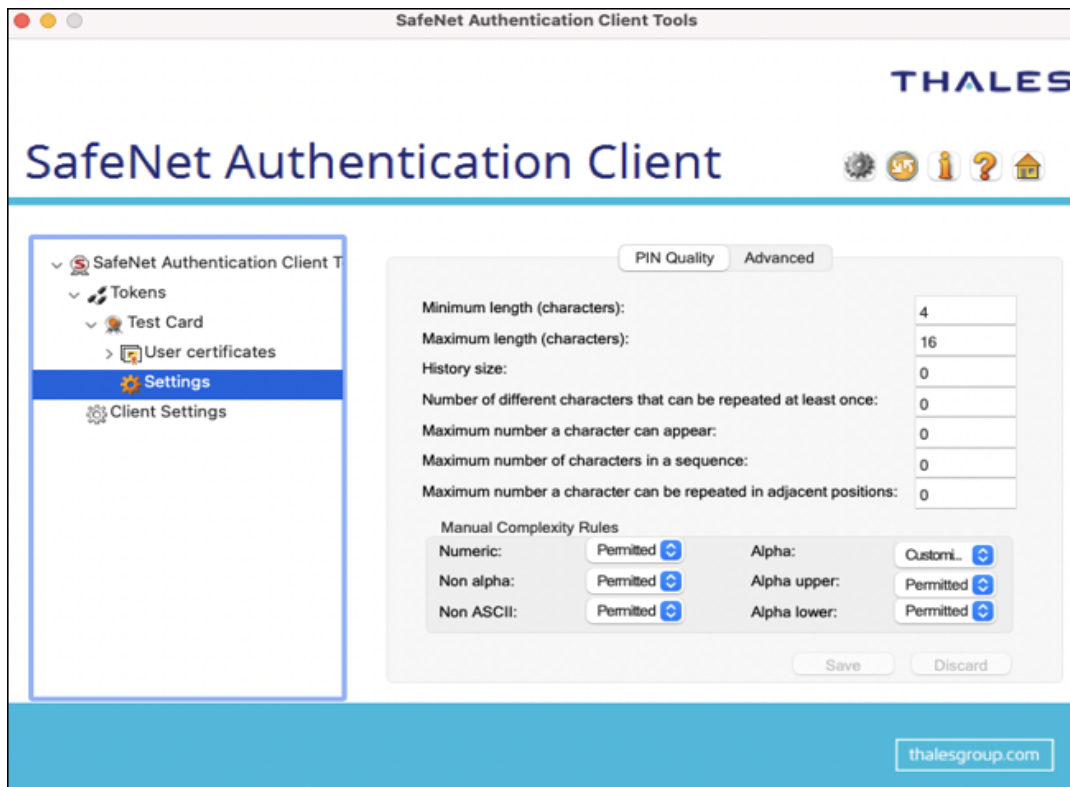 SafeNet Authentication Client Tools
THALES
SafeNet Authentication Client
SafeNet Authentication Client T
Tokens
Test Card
User certificates
Settings
Client Settings
PIN Quality Advanced
Minimum length (characters): 4
Maximum length (characters): 16
History size: 0
Number of different characters that can be repeated at least once: 0
Maximum number a character can appear: 0
Maximum number of characters in a sequence: 0
Maximum number a character can be repeated in adjacent positions: 0
Manual Complexity Rules
Numeric: Permitted Alpha: Customi...
Non alpha: Permitted Alpha upper: Permitted
Non ASCII: Permitted Alpha lower: Permitted
Save Discard
thalesgroup.com